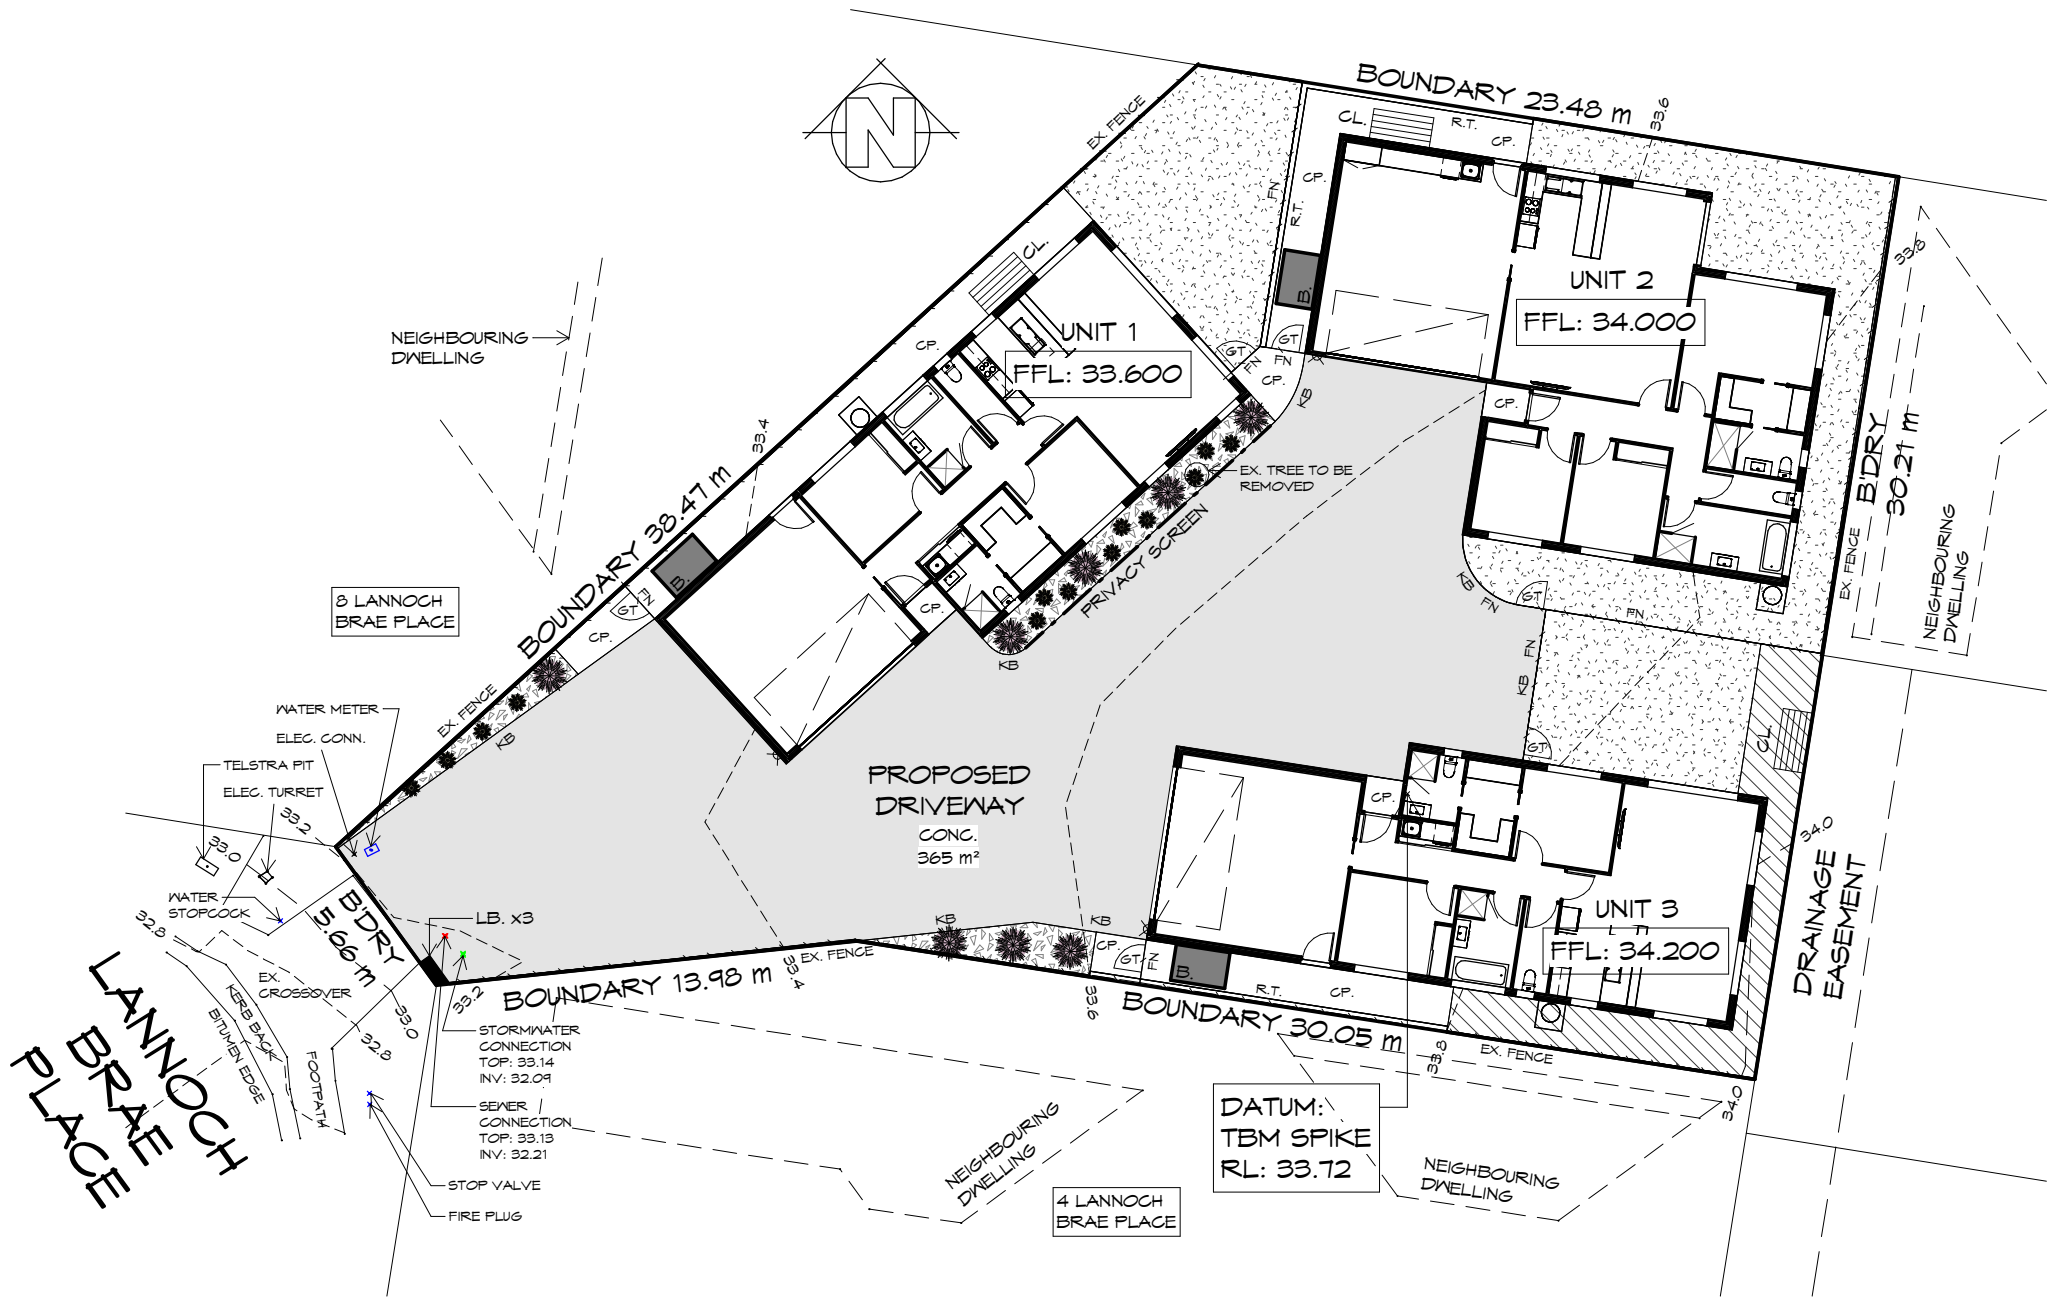 N
BOUNDARY 23.48 m
33.6
EX. FENCE
CL.
R.T.
CP.
CP.
FN
R.T.
B.
GT
FN
UNIT 2
FFL: 34.000
33.8
CL.
NEIGHBOURING
DWELLING
CP.
UNIT 1
FFL: 33.600
GT
FN
CP.
KB
CP.
33.4
EX. TREE TO BE
REMOVED
B'DRY
30.21 m
BOUNDARY 38.47 m
PRIVACY SCREEN
EX. FENCE
NEIGHBOURING
DWELLING
B.
FN
GT
CP.
CP.
KB
KB
FN
GT
FN
FN
KB
8 LANNOCH
BRAE PLACE
EX. FENCE
KB
WATER METER
ELEC. CONN.
TELSTRA PIT
ELEC. TURRET
33.2
33.0
GT
CL.
PROPOSED
DRIVEWAY
CONC.
365 m²
CP.
34.0
DRAINAGE
EASEMENT
WATER
STOPCOCK
B'DRY
5.66 m
LB. x3
32.8
EX.
CROSSOVER
KERB BACK
BITUMEN EDGE
FOOTPATH
33.0
32.8
33.2
BOUNDARY 13.98 m
33.4
EX. FENCE
KB
KB
CP.
GT
FN
B.
R.T.
CP.
33.6
UNIT 3
FFL: 34.200
BOUNDARY 30.05 m
33.8
EX. FENCE
34.0
LANNOCH
BRAE
PLACE
STORMWATER
CONNECTION
TOP: 33.14
INV: 32.09
SEWER
CONNECTION
TOP: 33.13
INV: 32.21
STOP VALVE
FIRE PLUG
NEIGHBOURING
DWELLING
4 LANNOCH
BRAE PLACE
DATUM:
TBM SPIKE
RL: 33.72
NEIGHBOURING
DWELLING